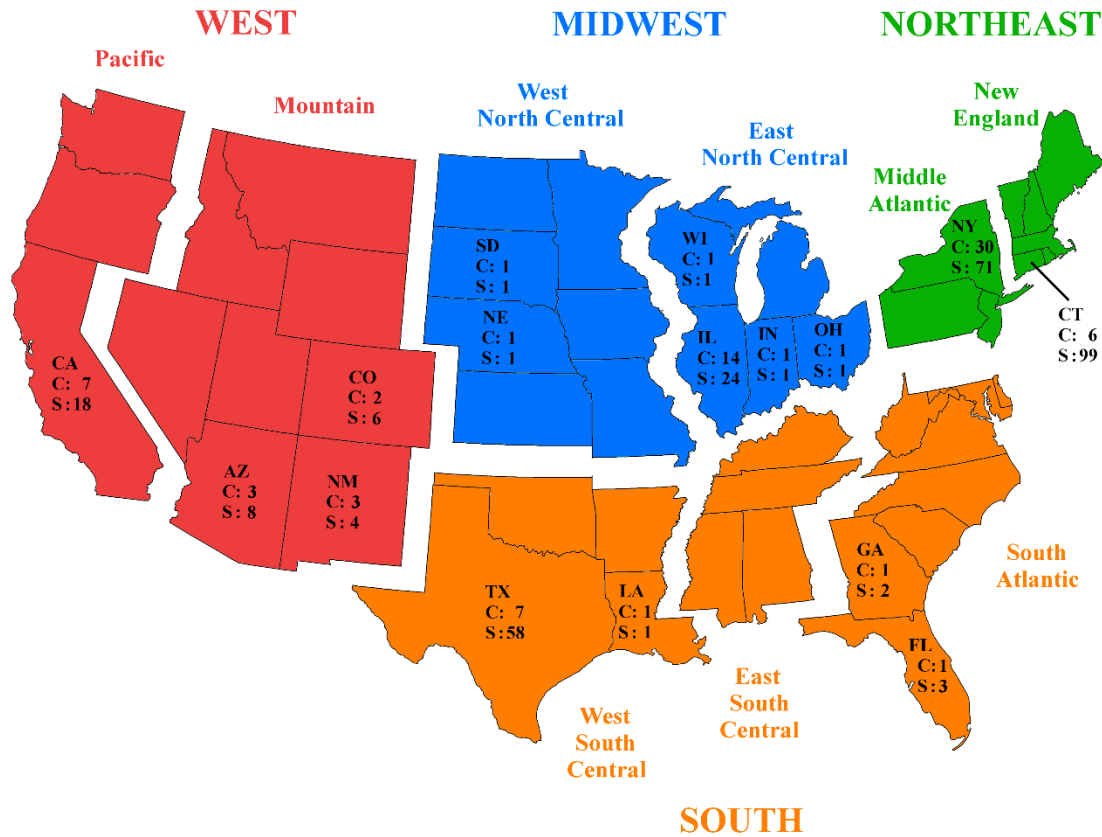 WEST
MIDWEST
NORTHEAST
Pacific
Mountain
West
North Central
East
North Central
New
England
Middle
Atlantic
SD
C: 1
S: 1
NE
C: 1
S: 1
WI
C: 1
S: 1
IL
C: 14
S: 24
IN
C: 1
S: 1
OH
C: 1
S: 1
NY
C: 30
S: 71
CT
C: 6
S: 99
CA
C: 7
S: 18
CO
C: 2
S: 6
AZ
C: 3
S: 8
NM
C: 3
S: 4
TX
C: 7
S: 58
LA
C: 1
S: 1
GA
C: 1
S: 2
FL
C: 1
S: 3
South
Atlantic
East
South
Central
West
South
Central
SOUTH